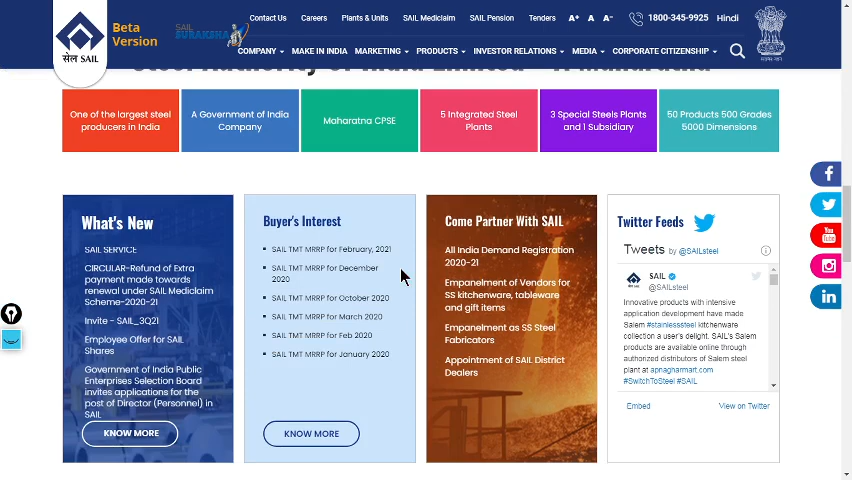 Contact Us Careers Plants & Units SAIL Mediclaim SAIL Pension Tenders A+ A A- 1800-345-9925 Hindi
Beta
Version
SAIL
SURAKSHA
सेल SAIL
COMPANY MAKE IN INDIA MARKETING PRODUCTS INVESTOR RELATIONS MEDIA CORPORATE CITIZENSHIP
Steel Authority of India Limited - A Maharatna
One of the largest steel
producers in India
A Government of India
Company
Maharatna CPSE
5 Integrated Steel
Plants
3 Special Steels Plants
and 1 Subsidiary
50 Products 500 Grades
5000 Dimensions
What's New
SAIL SERVICE
CIRCULAR-Refund of Extra
payment made towards
renewal under SAIL Mediclaim
Scheme-2020-21
Invite - SAIL_3Q21
Employee Offer for SAIL
Shares
Government of India Public
Enterprises Selection Board
invites applications for the
post of Director (Personnel) in
SAIL
KNOW MORE
Buyer's Interest
SAIL TMT MRRP for February, 2021
SAIL TMT MRRP for December
2020
SAIL TMT MRRP for October 2020
SAIL TMT MRRP for March 2020
SAIL TMT MRRP for Feb 2020
SAIL TMT MRRP for January 2020
KNOW MORE
Come Partner With SAIL
All India Demand Registration
2020-21
Empanelment of Vendors for
SS kitchenware, tableware
and gift items
Empanelment as SS Steel
Fabricators
Appointment of SAIL District
Dealers
Twitter Feeds
Tweets by @SAILsteel
SAIL
@SAILsteel
Innovative products with intensive
application development have made
Salem #stainlesssteel kitchenware
collection a user's delight. SAIL's Salem
products are available online through
authorized distributors of Salem steel
plant at apnagharmart.com
#SwitchToSteel #SAIL
Embed View on Twitter